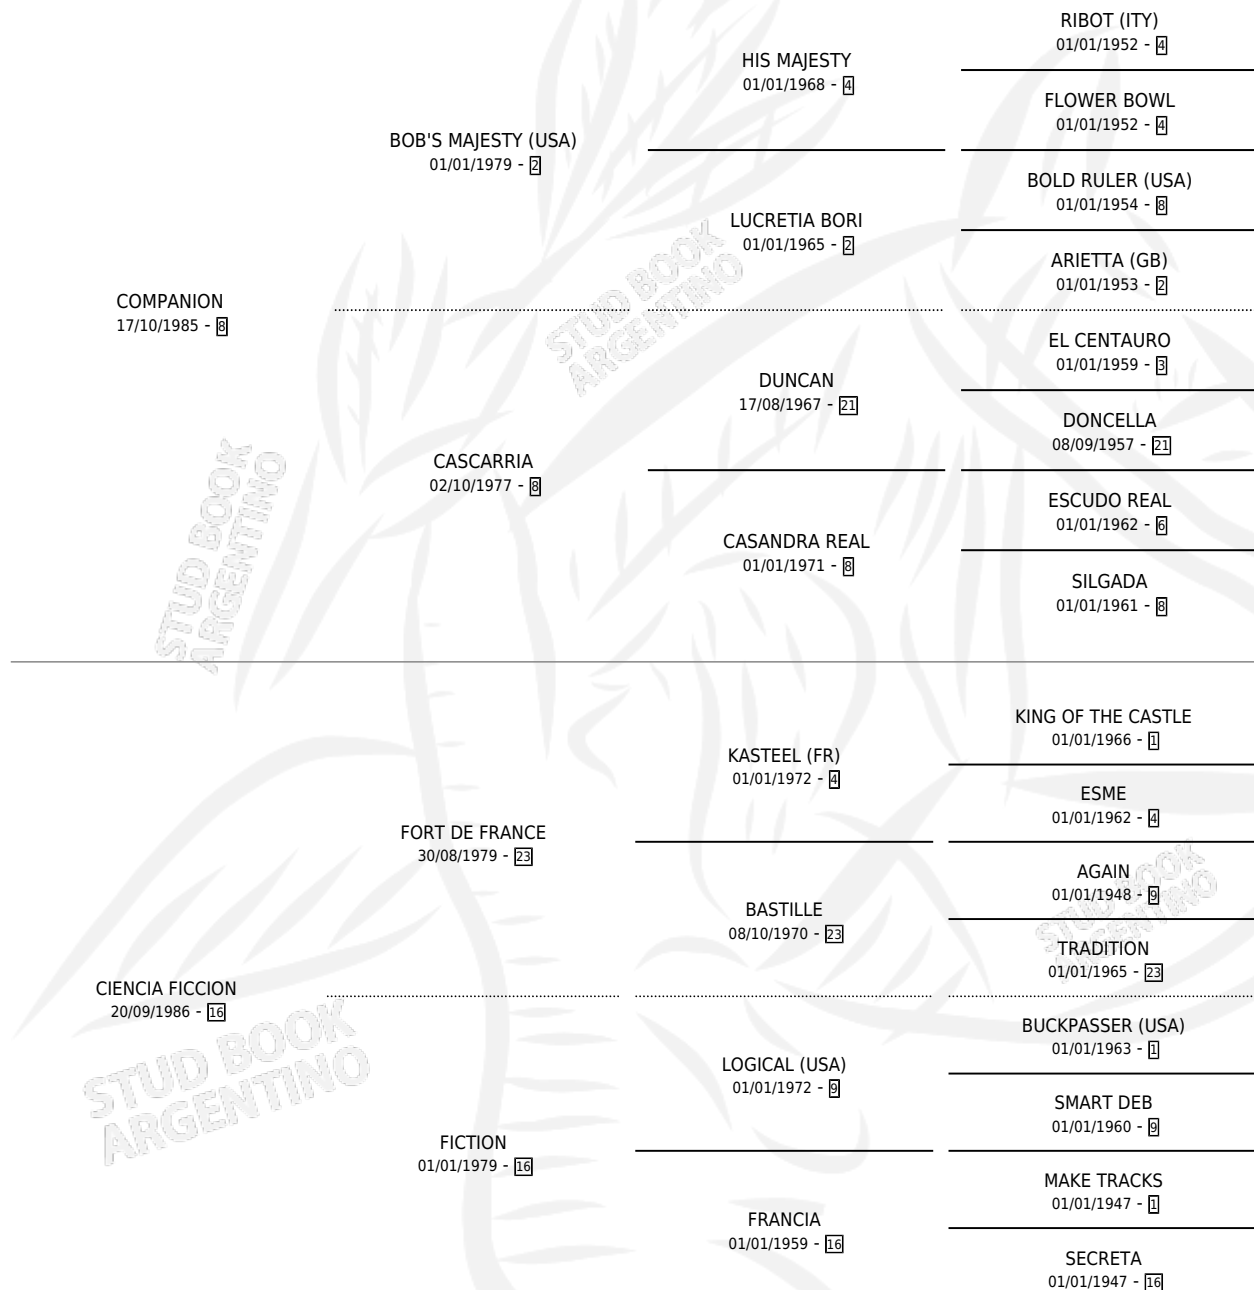 RIBOT (ITY)
01/01/1952 - 4
HIS MAJESTY
01/01/1968 - 4
FLOWER BOWL
01/01/1952 - 4
BOB'S MAJESTY (USA)
01/01/1979 - 2
BOLD RULER (USA)
01/01/1954 - 8
LUCRETIA BORI
01/01/1965 - 2
ARIETTA (GB)
01/01/1953 - 2
COMPANION
17/10/1985 - 8
STUD BOOK
ARGENTINO
EL CENTAURO
01/01/1959 - 3
DUNCAN
17/08/1967 - 21
DONCELLA
08/09/1957 - 21
CASCARRIA
02/10/1977 - 8
ESCUDO REAL
01/01/1962 - 6
CASANDRA REAL
01/01/1971 - 8
SILGADA
01/01/1961 - 8
STUD BOOK
ARGENTINO
KING OF THE CASTLE
01/01/1966 - 1
KASTEEL (FR)
01/01/1972 - 4
ESME
01/01/1962 - 4
FORT DE FRANCE
30/08/1979 - 23
AGAIN
01/01/1948 - 9
BASTILLE
08/10/1970 - 23
TRADITION
01/01/1965 - 23
STUD BOOK
ARGENTINO
CIENCIA FICCION
20/09/1986 - 16
BUCKPASSER (USA)
01/01/1963 - 1
LOGICAL (USA)
01/01/1972 - 9
SMART DEB
01/01/1960 - 9
STUD BOOK
ARGENTINO
FICTION
01/01/1979 - 16
MAKE TRACKS
01/01/1947 - 1
FRANCIA
01/01/1959 - 16
SECRETA
01/01/1947 - 16